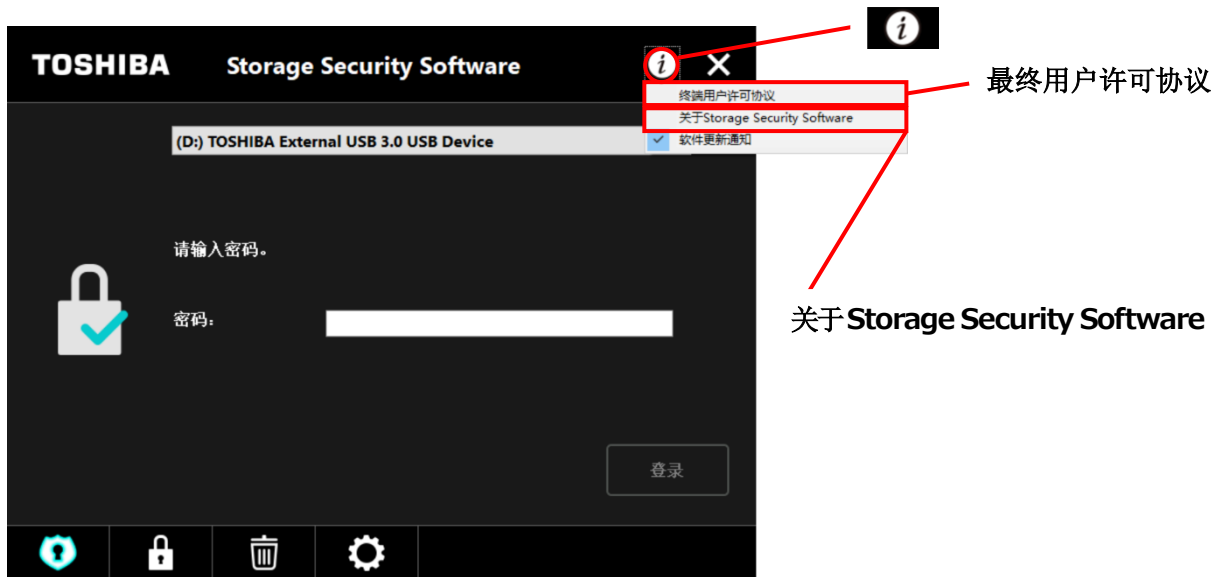 TOSHIBA Storage Security Software
终端用户许可协议
最终用户许可协议
关于Storage Security Software
软件更新通知
(D:) TOSHIBA External USB 3.0 USB Device
请输入密码。
密码:
关于Storage Security Software
登录